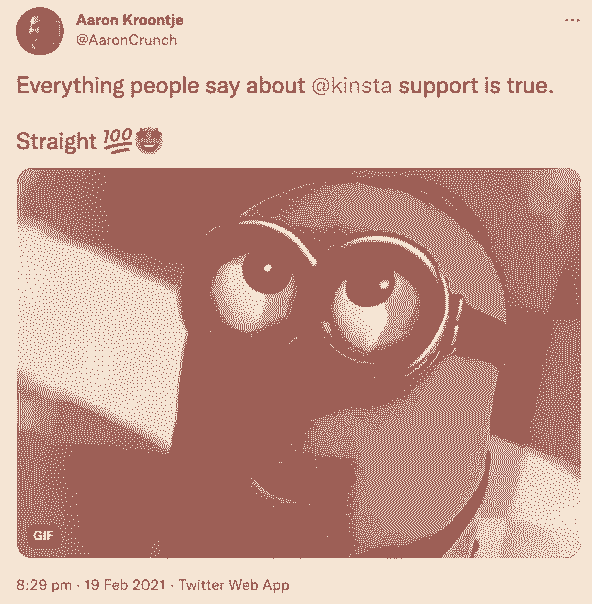 Aaron Kroontje
@AaronCrunch
Everything people say about @kinsta support is true.
Straight 💯🤩
GIF
8:29 pm · 19 Feb 2021 · Twitter Web App